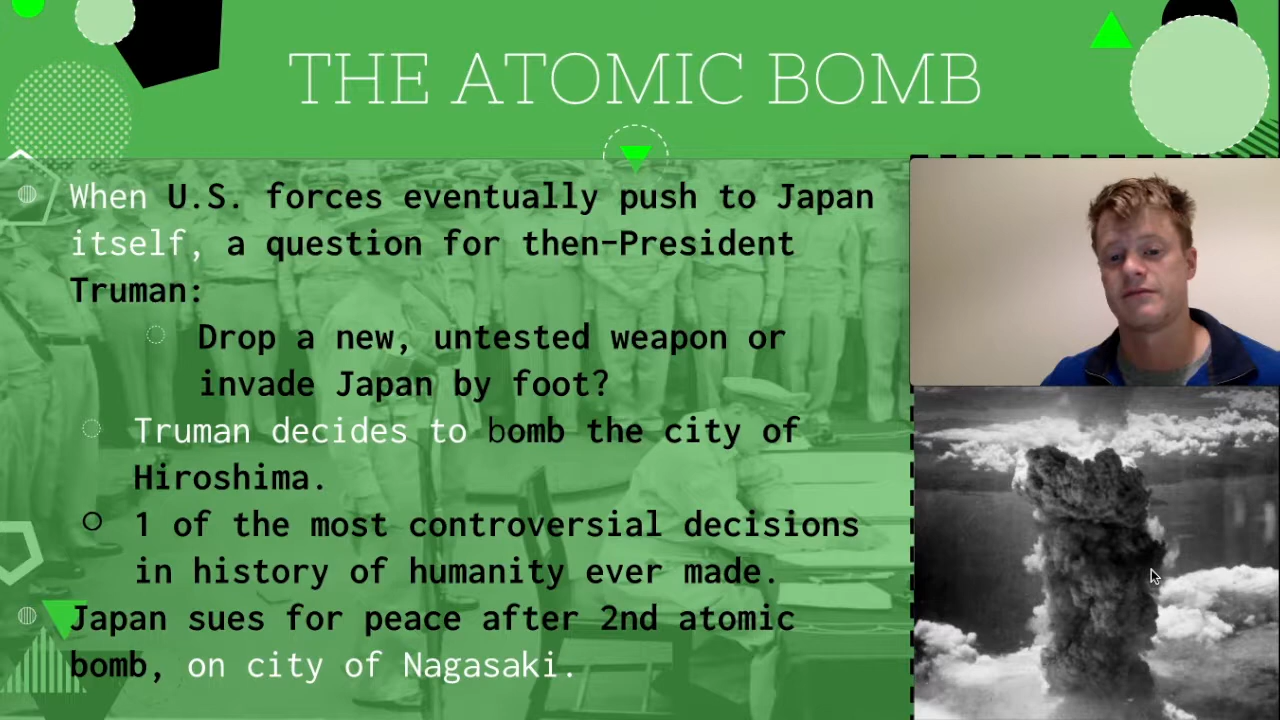 THE ATOMIC BOMB
When U.S. forces eventually push to Japan
itself, a question for then-President
Truman:
Drop a new, untested weapon or
invade Japan by foot?
Truman decides to bomb the city of
Hiroshima.
1 of the most controversial decisions
in history of humanity ever made.
Japan sues for peace after 2nd atomic
bomb, on city of Nagasaki.